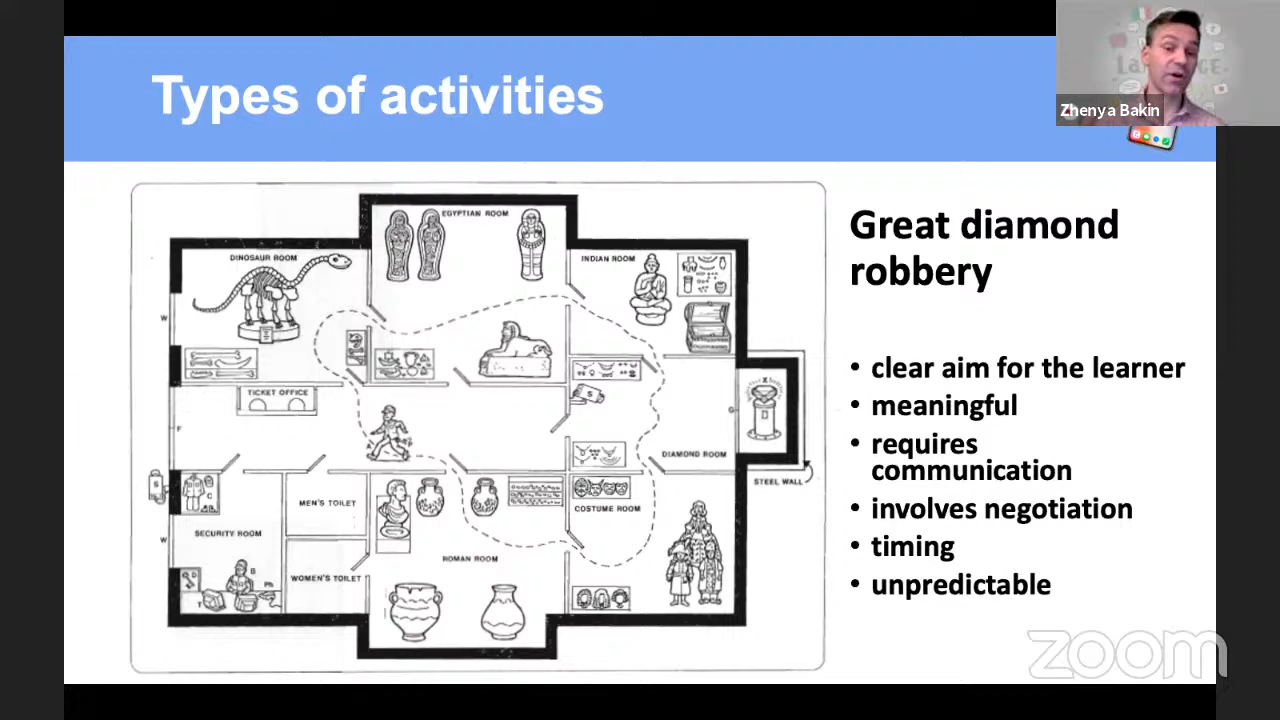 Types of activities
Zhenya Bakin
Great diamond
robbery
• clear aim for the learner
• meaningful
• requires
communication
• involves negotiation
• timing
• unpredictable
EGYPTIAN ROOM
DINOSAUR ROOM
INDIAN ROOM
W
TICKET OFFICE
F
S
G
DIAMOND ROOM
STEEL WALL
S
C
MEN'S TOILET
COSTUME ROOM
SECURITY ROOM
W
ROMAN ROOM
B
WOMEN'S TOILET
Ph
T
zoom